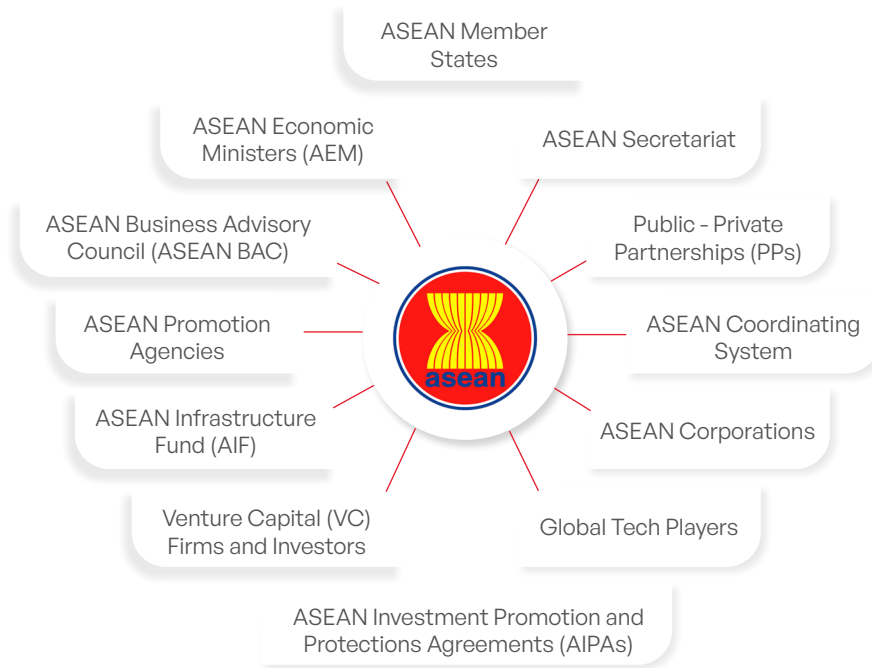 ASEAN Member
States
ASEAN Economic
Ministers (AEM)
ASEAN Secretariat
ASEAN Business Advisory
Council (ASEAN BAC)
Public - Private
Partnerships (PPs)
ASEAN Promotion
Agencies
asean
ASEAN Coordinating
System
ASEAN Infrastructure
Fund (AIF)
ASEAN Corporations
Venture Capital (VC)
Firms and Investors
Global Tech Players
ASEAN Investment Promotion and
Protections Agreements (AIPAs)